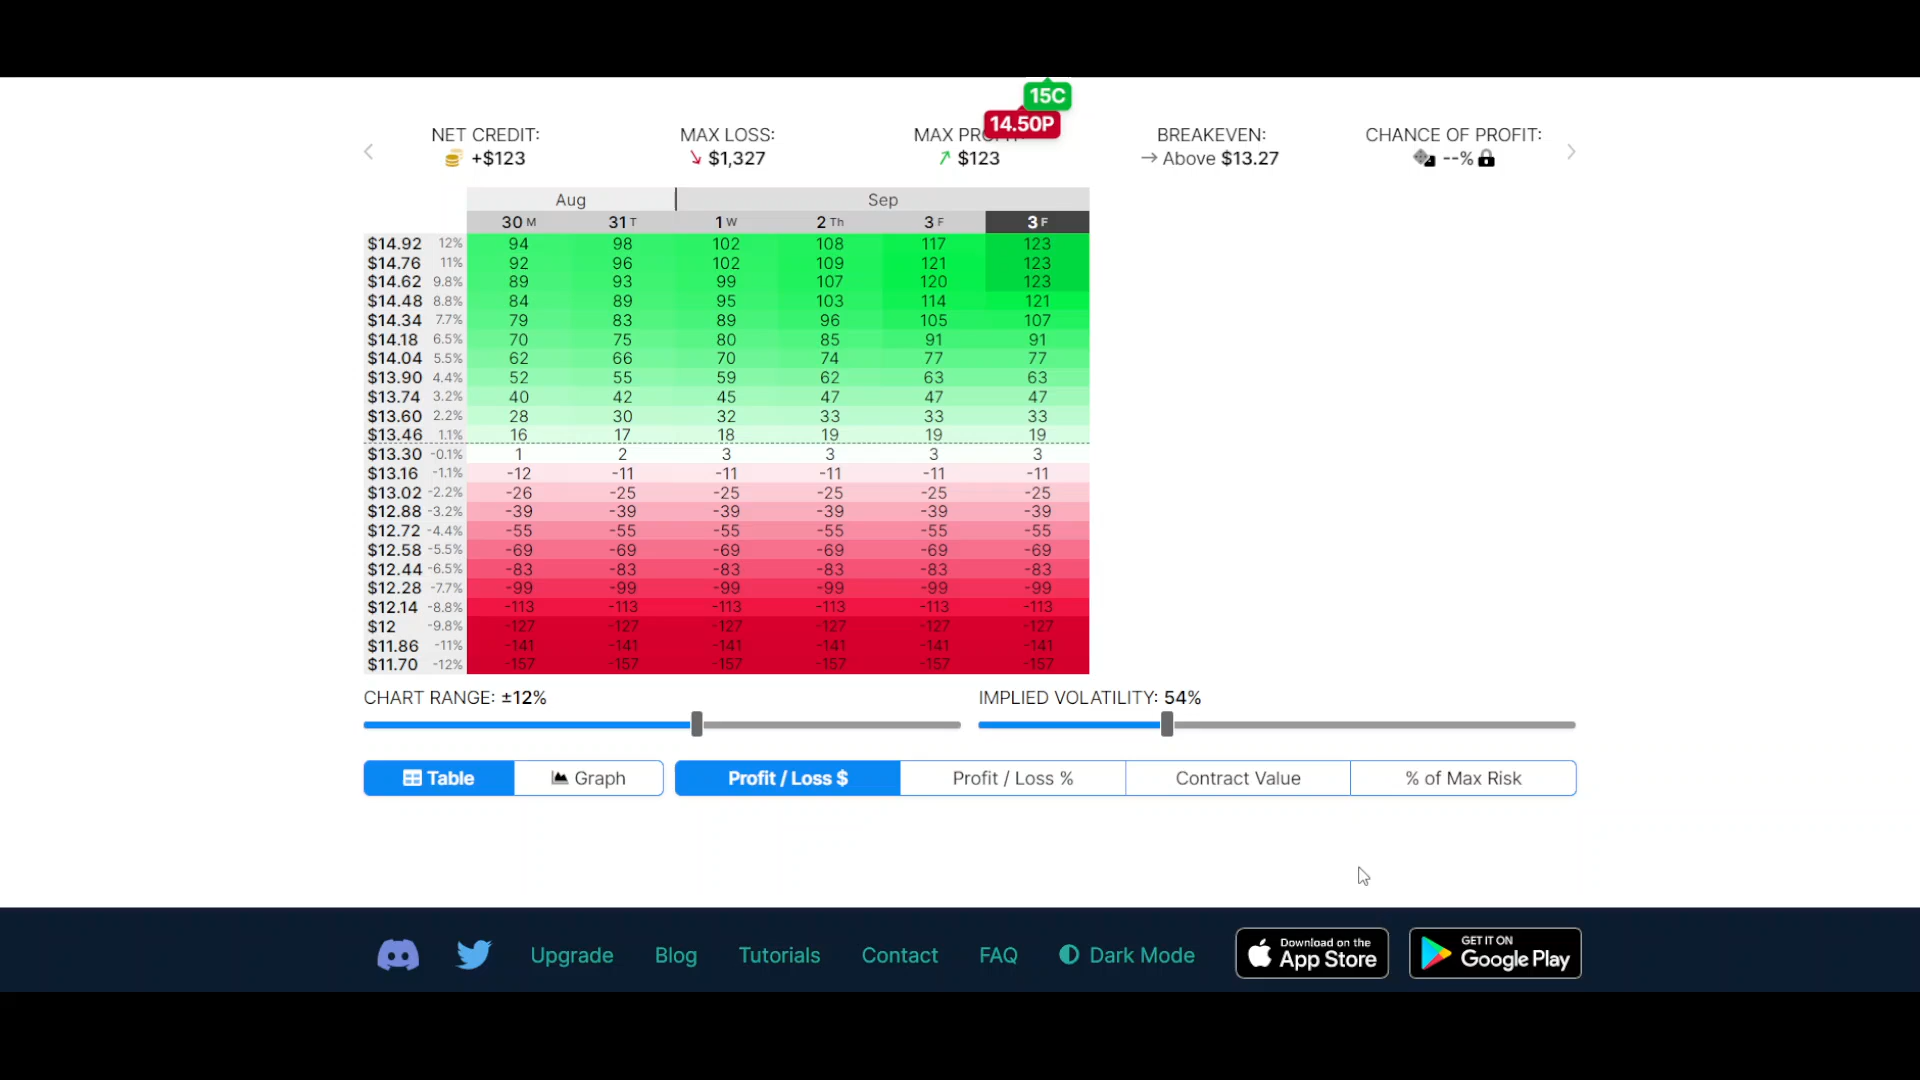 15C
14.50P
NET CREDIT:
+$123
MAX LOSS:
$1,327
MAX PROFIT:
$123
BREAKEVEN:
Above $13.27
CHANCE OF PROFIT:
--%
Aug Sep
30 M 31 T 1 W 2 Th 3 F 3 F
$14.92 12% 94 98 102 108 117 123
$14.76 11% 92 96 102 109 121 123
$14.62 9.8% 89 93 99 107 120 123
$14.48 8.8% 84 89 95 103 114 121
$14.34 7.7% 79 83 89 96 105 107
$14.18 6.5% 70 75 80 85 91 91
$14.04 5.5% 62 66 70 74 77 77
$13.90 4.4% 52 55 59 62 63 63
$13.74 3.2% 40 42 45 47 47 47
$13.60 2.2% 28 30 32 33 33 33
$13.46 1.1% 16 17 18 19 19 19
$13.30 -0.1% 1 2 3 3 3 3
$13.16 -1.1% -12 -11 -11 -11 -11 -11
$13.02 -2.2% -26 -25 -25 -25 -25 -25
$12.88 -3.2% -39 -39 -39 -39 -39 -39
$12.72 -4.4% -55 -55 -55 -55 -55 -55
$12.58 -5.5% -69 -69 -69 -69 -69 -69
$12.44 -6.5% -83 -83 -83 -83 -83 -83
$12.28 -7.7% -99 -99 -99 -99 -99 -99
$12.14 -8.8% -113 -113 -113 -113 -113 -113
$12 -9.8% -127 -127 -127 -127 -127 -127
$11.86 -11% -141 -141 -141 -141 -141 -141
$11.70 -12% -157 -157 -157 -157 -157 -157
CHART RANGE: ±12%
IMPLIED VOLATILITY: 54%
Table Graph Profit / Loss $ Profit / Loss % Contract Value % of Max Risk
Upgrade Blog Tutorials Contact FAQ Dark Mode
Download on the
App Store
GET IT ON
Google Play